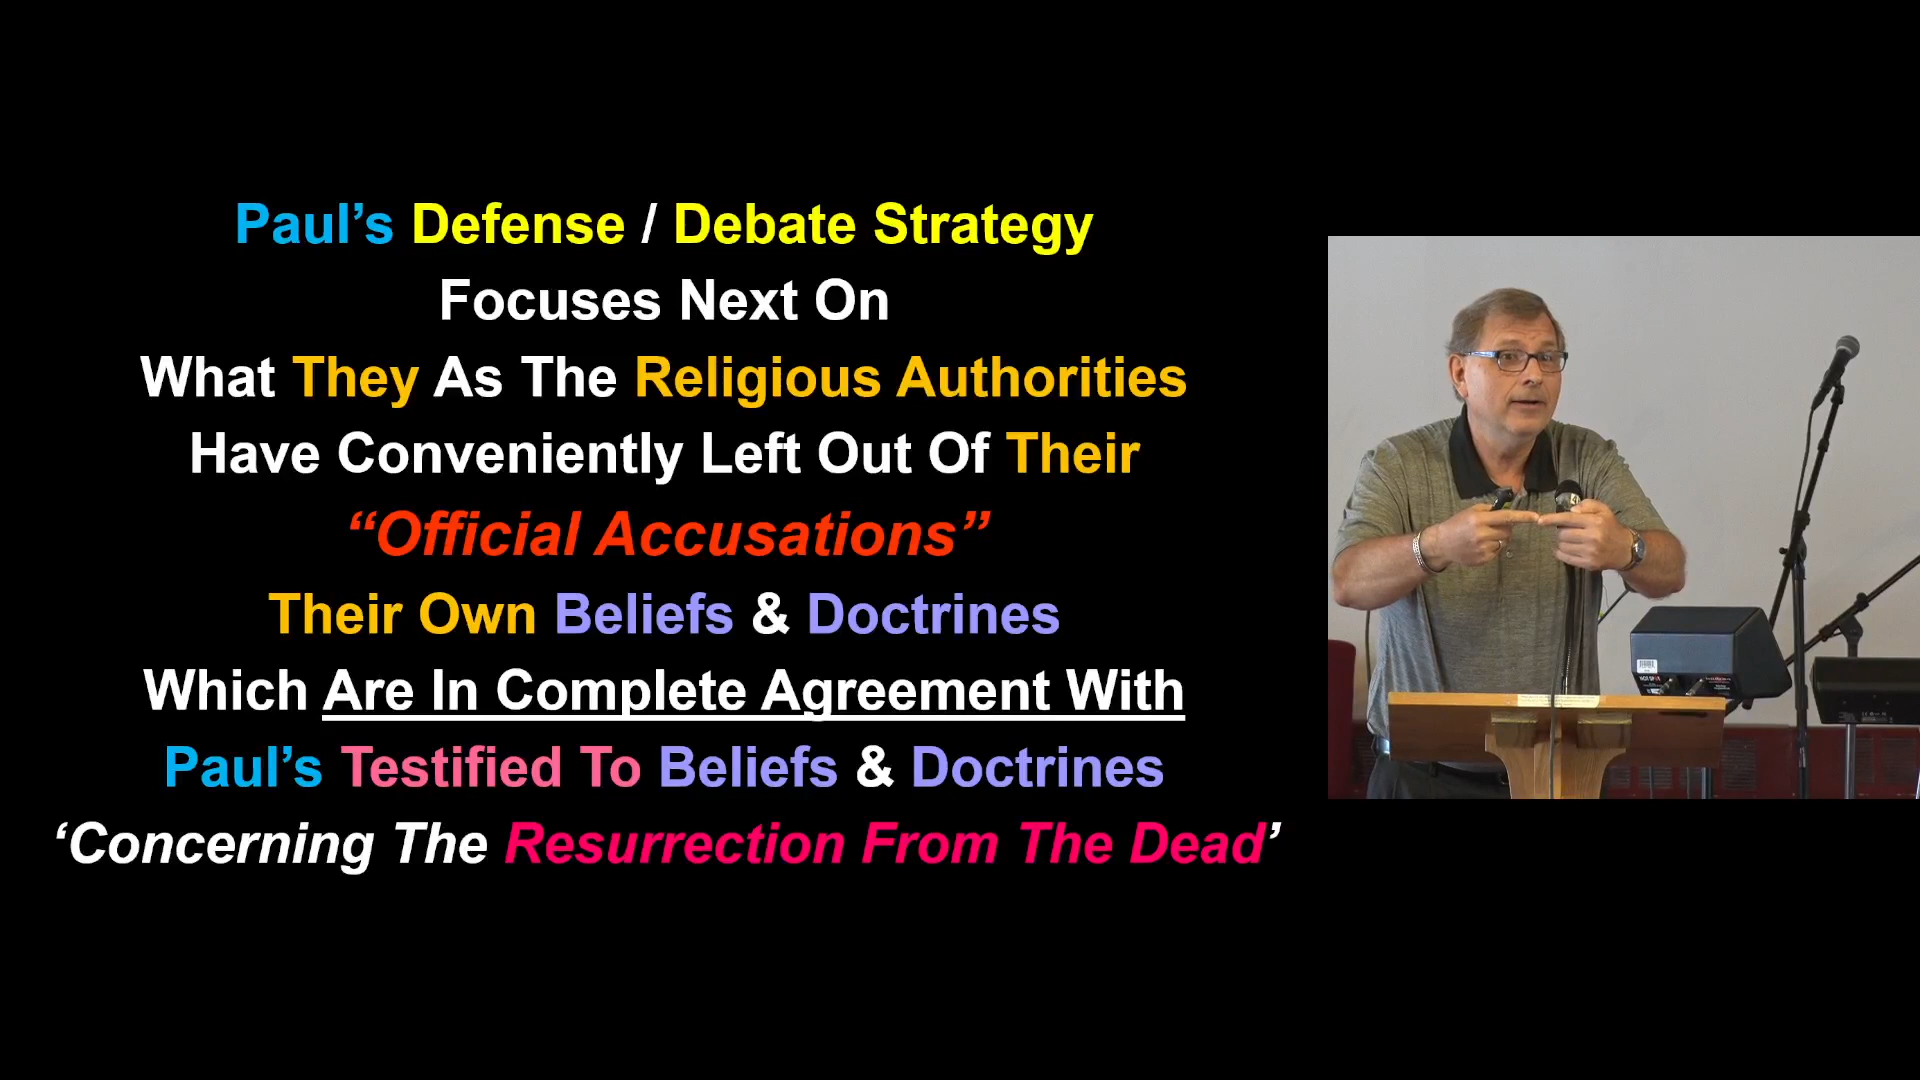 Paul’s Defense / Debate Strategy
Focuses Next On
What They As The Religious Authorities
Have Conveniently Left Out Of Their
“Official Accusations”
Their Own Beliefs & Doctrines
Which Are In Complete Agreement With
Paul’s Testified To Beliefs & Doctrines
‘Concerning The Resurrection From The Dead’